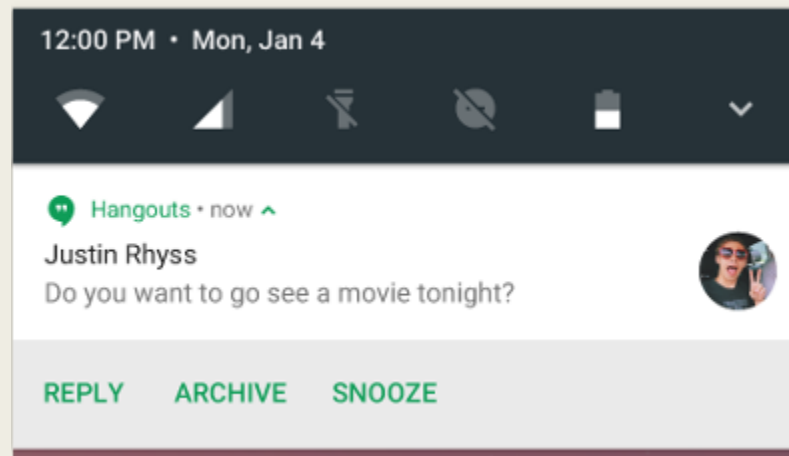 12:00 PM • Mon, Jan 4
Hangouts • now
Justin Rhyss
Do you want to go see a movie tonight?
REPLY ARCHIVE SNOOZE